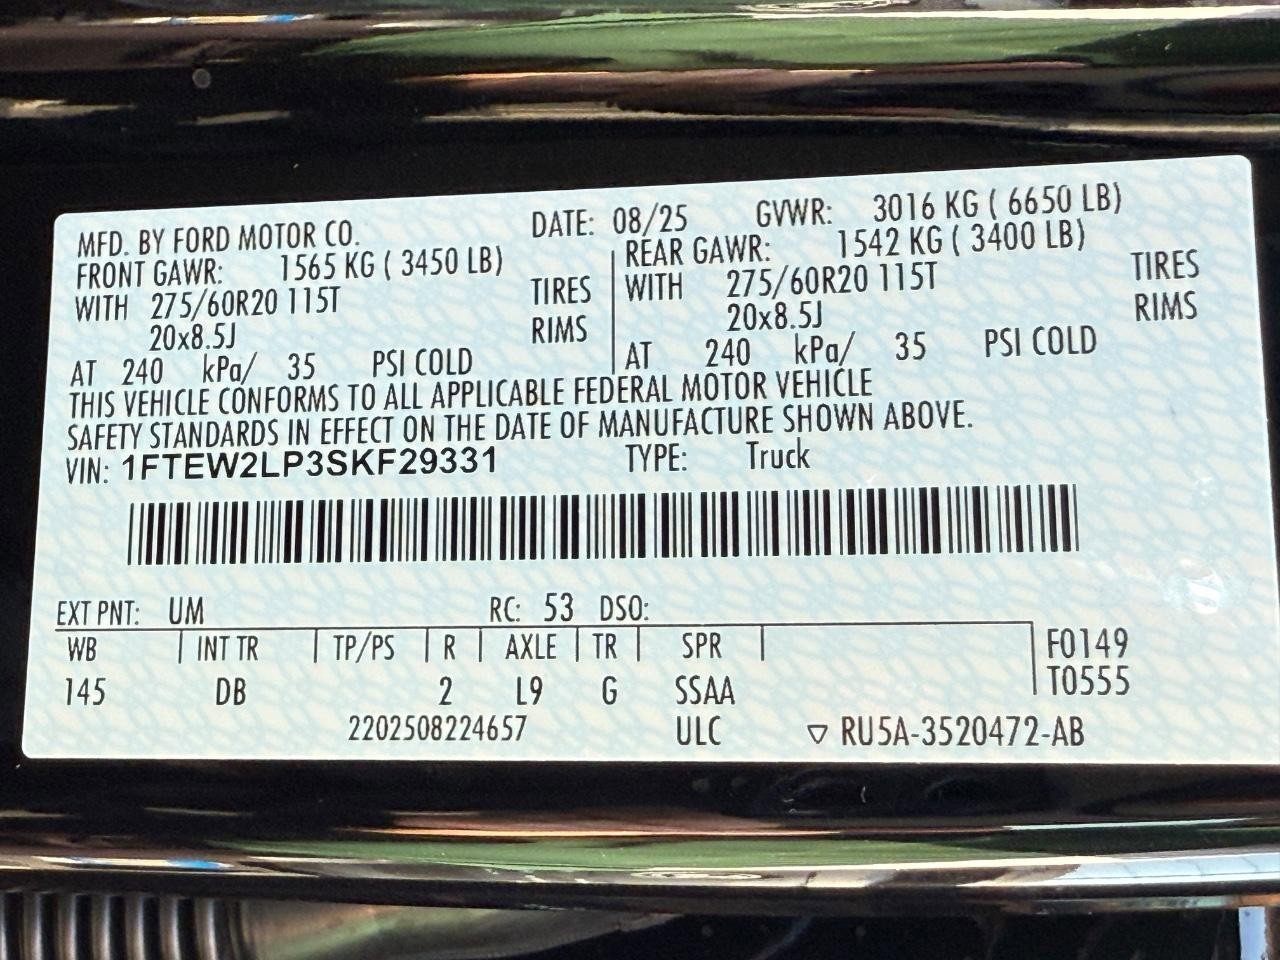 MFD. BY FORD MOTOR CO. DATE: 08/25 GVWR: 3016 KG ( 6650 LB)
FRONT GAWR: 1565 KG ( 3450 LB) REAR GAWR: 1542 KG ( 3400 LB)
WITH 275/60R20 115T TIRES WITH 275/60R20 115T TIRES
20x8.5J RIMS 20x8.5J RIMS
AT 240 kPa/ 35 PSI COLD AT 240 kPa/ 35 PSI COLD
THIS VEHICLE CONFORMS TO ALL APPLICABLE FEDERAL MOTOR VEHICLE
SAFETY STANDARDS IN EFFECT ON THE DATE OF MANUFACTURE SHOWN ABOVE.
VIN: 1FTEW2LP3SKF29331 TYPE: Truck
EXT PNT: UM RC: 53 DSO:
WB INT TR TP/PS R AXLE TR SPR F0149
145 DB 2 L9 G SSAA T0555
2202508224657 ULC ▽ RU5A-3520472-AB